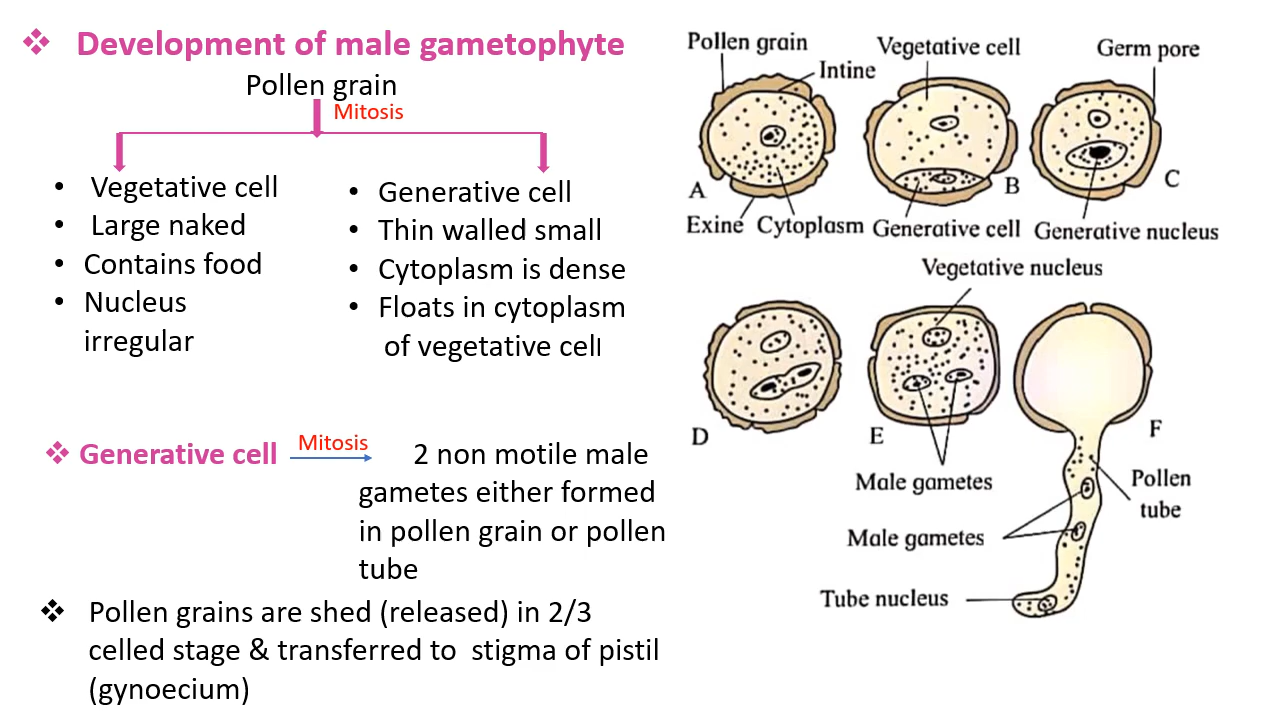 ❖ Development of male gametophyte
Pollen grain
Mitosis
• Vegetative cell
• Large naked
• Contains food
• Nucleus
irregular
• Generative cell
• Thin walled small
• Cytoplasm is dense
• Floats in cytoplasm
of vegetative cell
❖ Generative cell Mitosis 2 non motile male
gametes either formed
in pollen grain or pollen
tube
❖ Pollen grains are shed (released) in 2/3
celled stage & transferred to stigma of pistil
(gynoecium)
Pollen grain
Intine
A
Exine
Cytoplasm
Vegetative cell
B
Generative cell
Germ pore
C
Generative nucleus
D
Vegetative nucleus
E
Male gametes
F
Pollen
tube
Male gametes
Tube nucleus